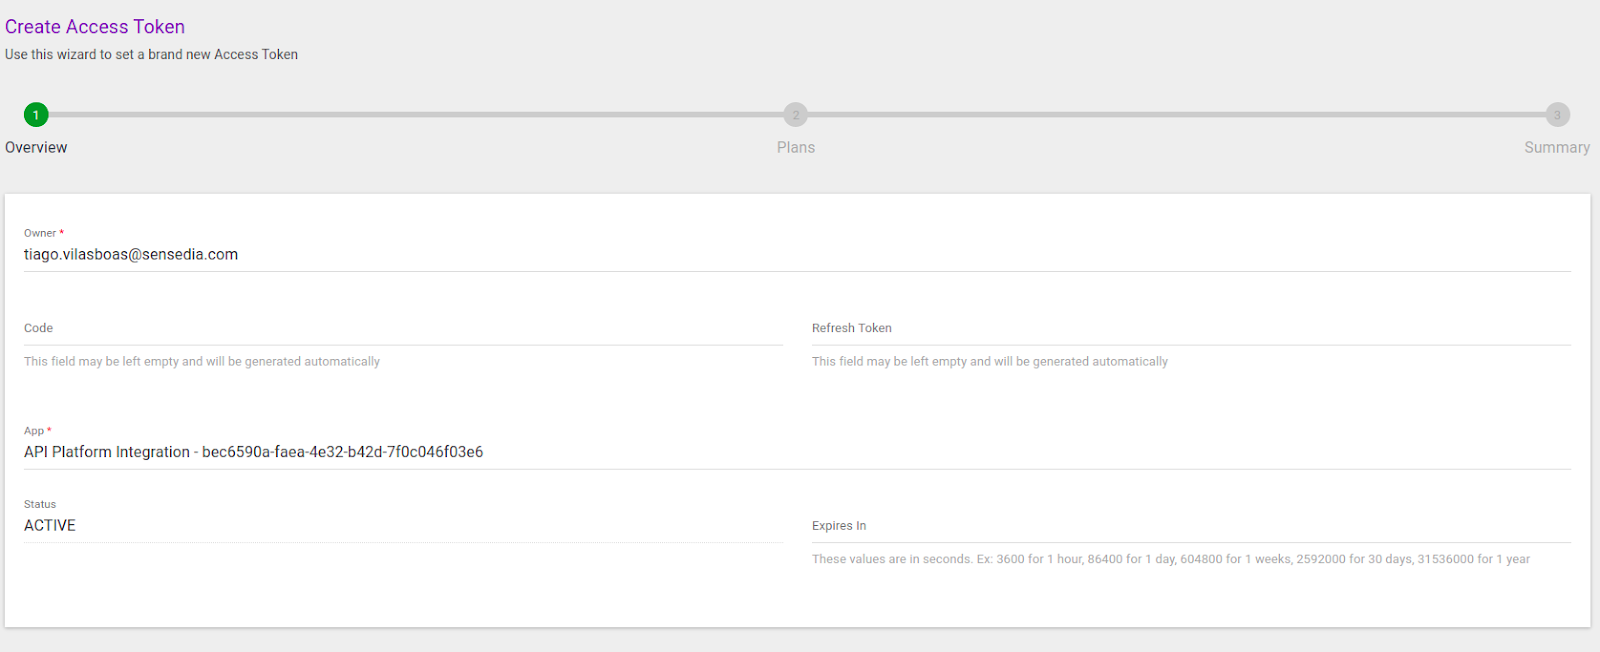 Create Access Token
Use this wizard to set a brand new Access Token
1
2
3
Overview
Plans
Summary
Owner *
tiago.vilasboas@sensedia.com
Code
Refresh Token
This field may be left empty and will be generated automatically
This field may be left empty and will be generated automatically
App *
API Platform Integration - bec6590a-faea-4e32-b42d-7f0c046f03e6
Status
ACTIVE
Expires In
These values are in seconds. Ex: 3600 for 1 hour, 86400 for 1 day, 604800 for 1 weeks, 2592000 for 30 days, 31536000 for 1 year